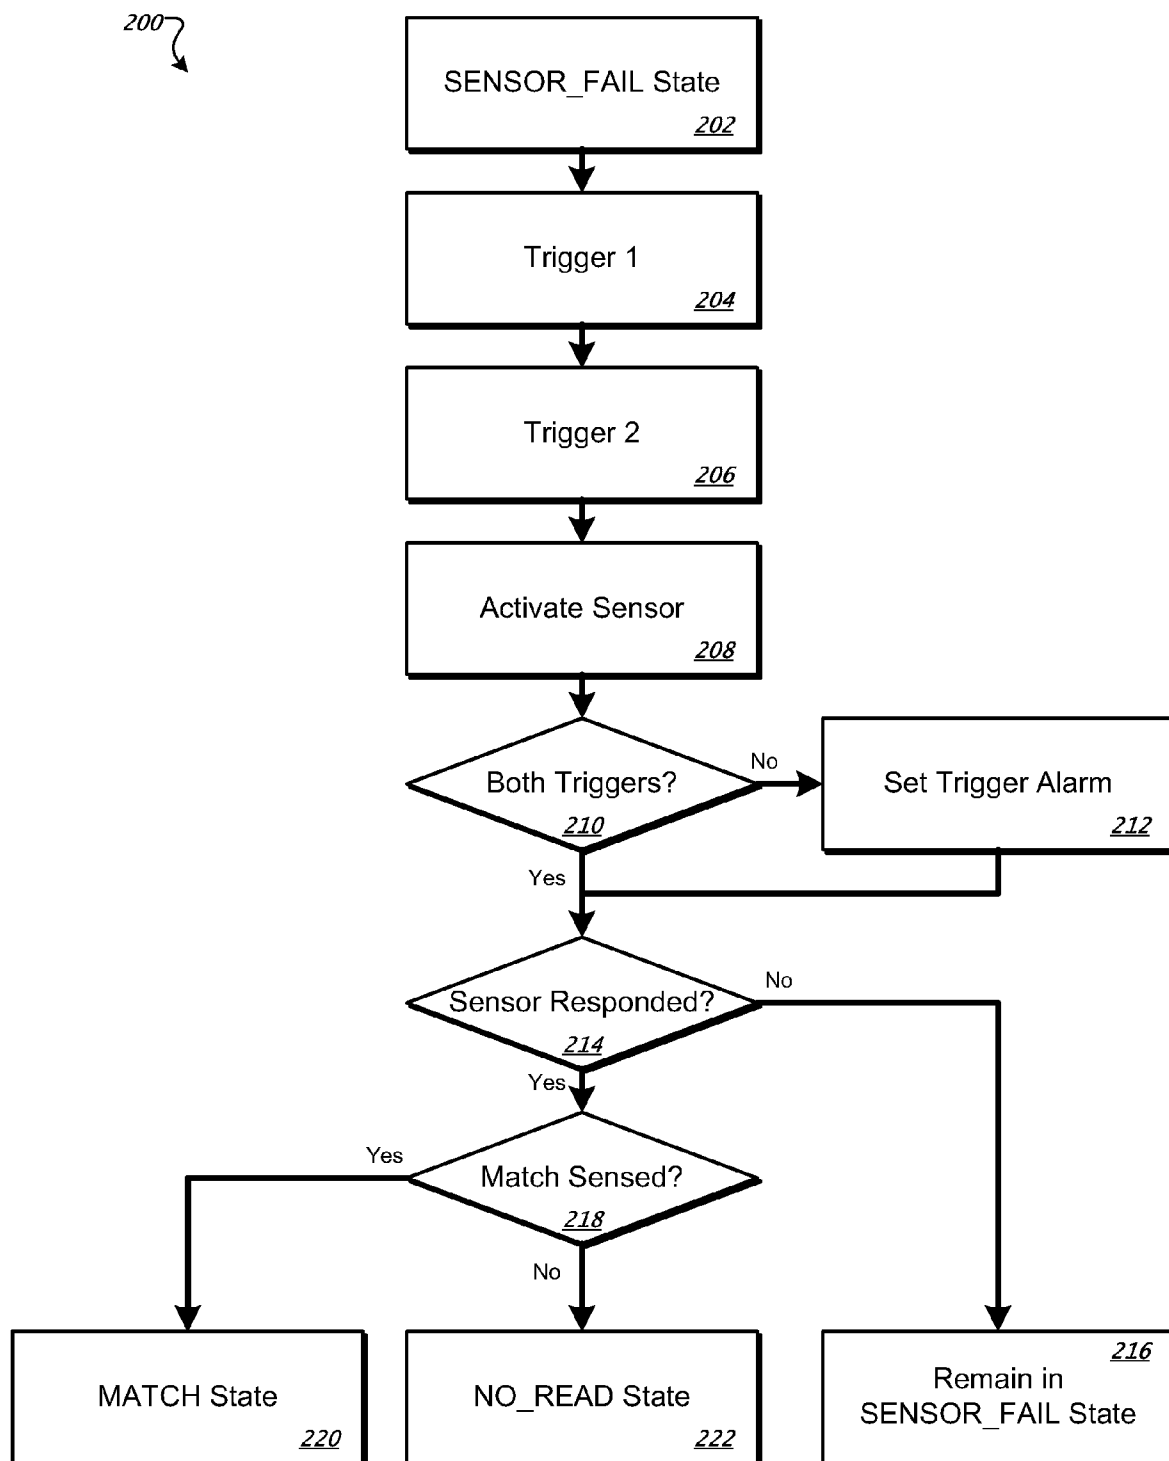 200
SENSOR_FAIL State
202
Trigger 1
204
Trigger 2
206
Activate Sensor
208
Both Triggers?
210
No
Set Trigger Alarm
212
Yes
Sensor Responded?
214
No
Yes
Match Sensed?
218
Yes
No
MATCH State
220
NO_READ State
222
216
Remain in
SENSOR_FAIL State